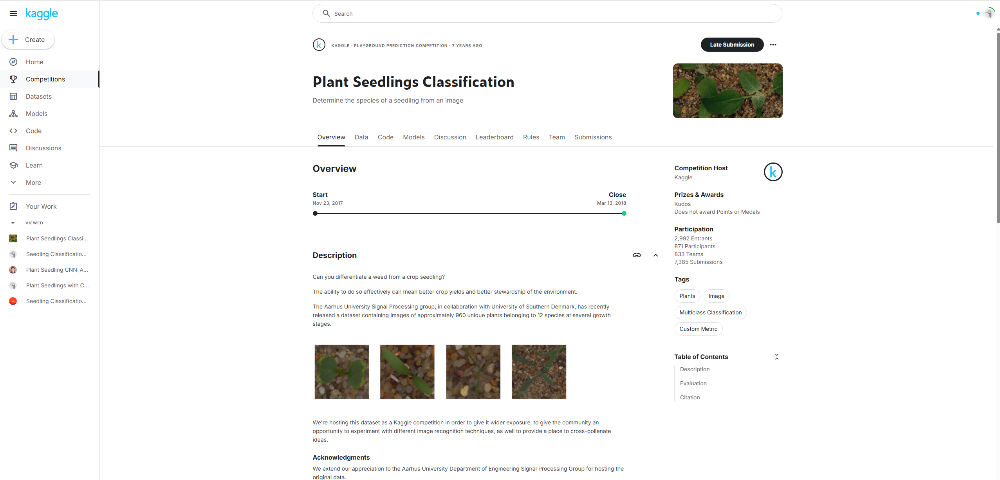 kaggle
Search
Create
Home
Competitions
Datasets
Models
Code
Discussions
Learn
More
Your Work
VIEWED
Plant Seedlings Classi...
Seedling Classificatio...
Plant Seedling CNN_A...
Plant Seedlings with C...
Seedling Classificatio...
k
KAGGLE · PLAYGROUND PREDICTION COMPETITION · 7 YEARS AGO
Late Submission
Plant Seedlings Classification
Determine the species of a seedling from an image
Overview Data Code Models Discussion Leaderboard Rules Team Submissions
Overview
Start
Nov 23, 2017
Close
Mar 13, 2018
Description
Can you differentiate a weed from a crop seedling?
The ability to do so effectively can mean better crop yields and better stewardship of the environment.
The Aarhus University Signal Processing group, in collaboration with University of Southern Denmark, has recently
released a dataset containing images of approximately 960 unique plants belonging to 12 species at several growth
stages.
We're hosting this dataset as a Kaggle competition in order to give it wider exposure, to give the community an
opportunity to experiment with different image recognition techniques, as well to provide a place to cross-pollenate
ideas.
Acknowledgments
We extend our appreciation to the Aarhus University Department of Engineering Signal Processing Group for hosting the
original data.
Competition Host
Kaggle
k
Prizes & Awards
Kudos
Does not award Points or Medals
Participation
2,992 Entrants
871 Participants
833 Teams
7,385 Submissions
Tags
Plants
Image
Multiclass Classification
Custom Metric
Table of Contents
Description
Evaluation
Citation